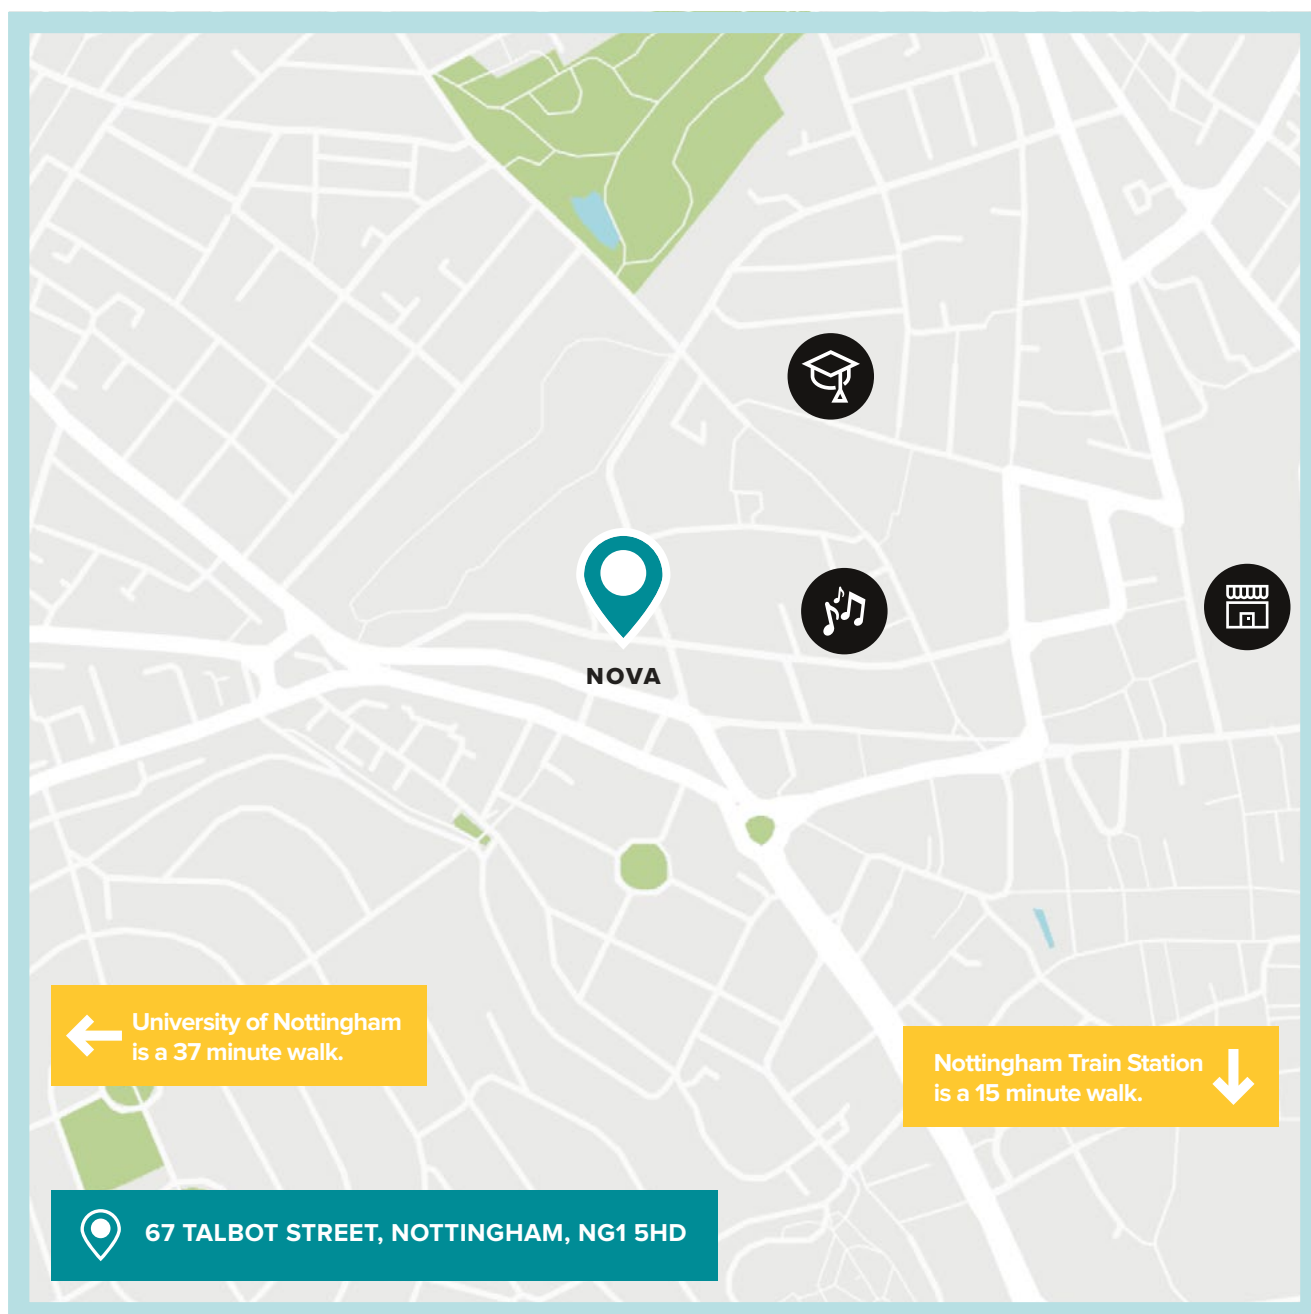 NOVA
University of Nottingham
is a 37 minute walk.
Nottingham Train Station
is a 15 minute walk.
67 TALBOT STREET, NOTTINGHAM, NG1 5HD